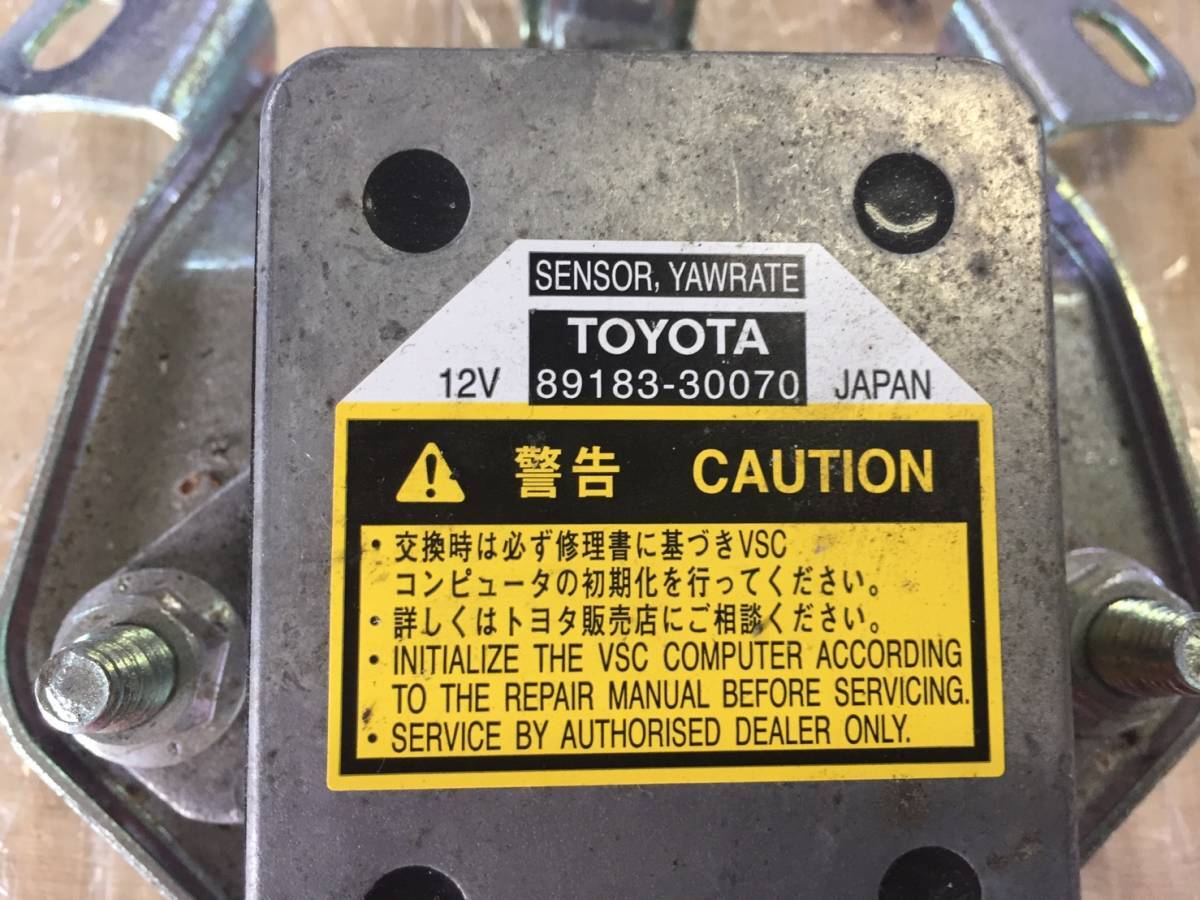 SENSOR, YAWRATE
TOYOTA
12V 89183-30070 JAPAN
警告 CAUTION
・交換時は必ず修理書に基づきVSC
コンピュータの初期化を行ってください。
・詳しくはトヨタ販売店にご相談ください。
・INITIALIZE THE VSC COMPUTER ACCORDING
TO THE REPAIR MANUAL BEFORE SERVICING.
・SERVICE BY AUTHORISED DEALER ONLY.